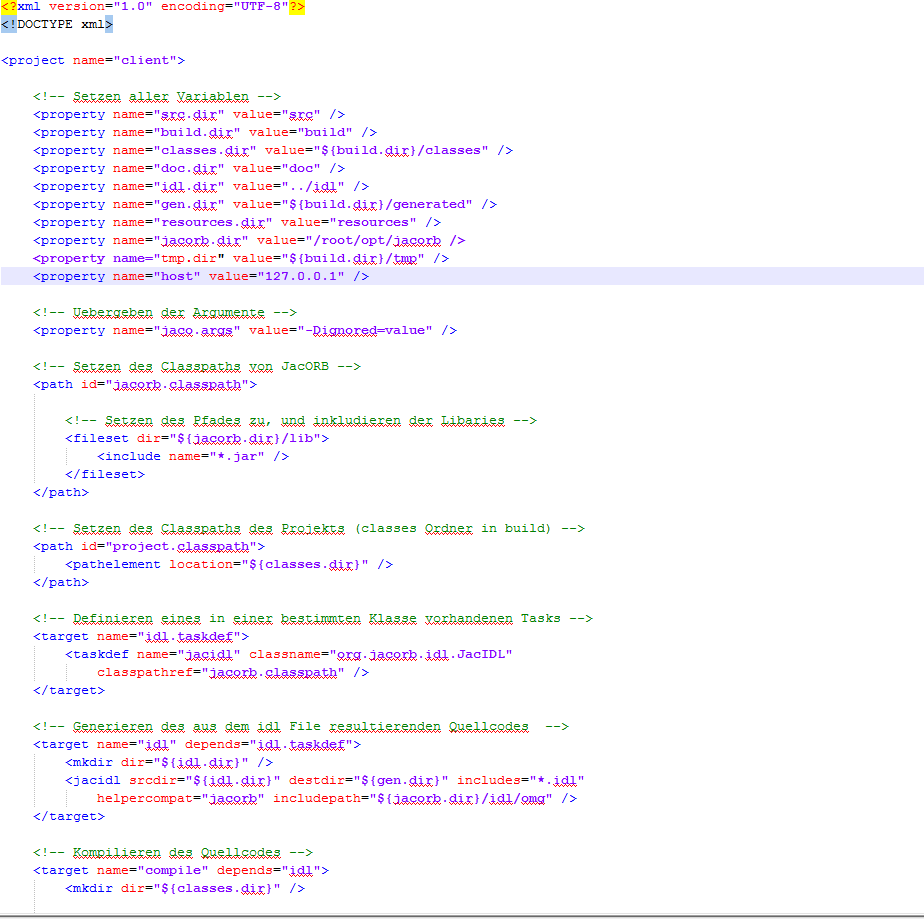 <?xml version="1.0" encoding="UTF-8"?>
<!DOCTYPE xml>
<project name="client">
<!-- Setzen aller Variablen -->
<property name="src.dir" value="src" />
<property name="build.dir" value="build" />
<property name="classes.dir" value="${build.dir}/classes" />
<property name="doc.dir" value="doc" />
<property name="idl.dir" value="../idl" />
<property name="gen.dir" value="${build.dir}/generated" />
<property name="resources.dir" value="resources" />
<property name="jacorb.dir" value="/root/opt/jacorb />
<property name="tmp.dir" value="${build.dir}/tmp" />
<property name="host" value="127.0.0.1" />
<!-- Uebergeben der Argumente -->
<property name="jaco.args" value="-Dignored=value" />
<!-- Setzen des Classpaths von JacORB -->
<path id="jacorb.classpath">
<!-- Setzen des Pfades zu, und inkludieren der Libaries -->
<fileset dir="${jacorb.dir}/lib">
<include name="*.jar" />
</fileset>
</path>
<!-- Setzen des Classpaths des Projekts (classes Ordner in build) -->
<path id="project.classpath">
<pathelement location="${classes.dir}" />
</path>
<!-- Definieren eines in einer bestimmten Klasse vorhandenen Tasks -->
<target name="idl.taskdef">
<taskdef name="jacidl" classname="org.jacorb.idl.JacIDL"
classpathref="jacorb.classpath" />
</target>
<!-- Generieren des aus dem idl File resultierenden Quellcodes  -->
<target name="idl" depends="idl.taskdef">
<mkdir dir="${idl.dir}" />
<jacidl srcdir="${idl.dir}" destdir="${gen.dir}" includes="*.idl"
helpercompat="jacorb" includepath="${jacorb.dir}/idl/omg" />
</target>
<!-- Kompilieren des Quellcodes -->
<target name="compile" depends="idl">
<mkdir dir="${classes.dir}" />